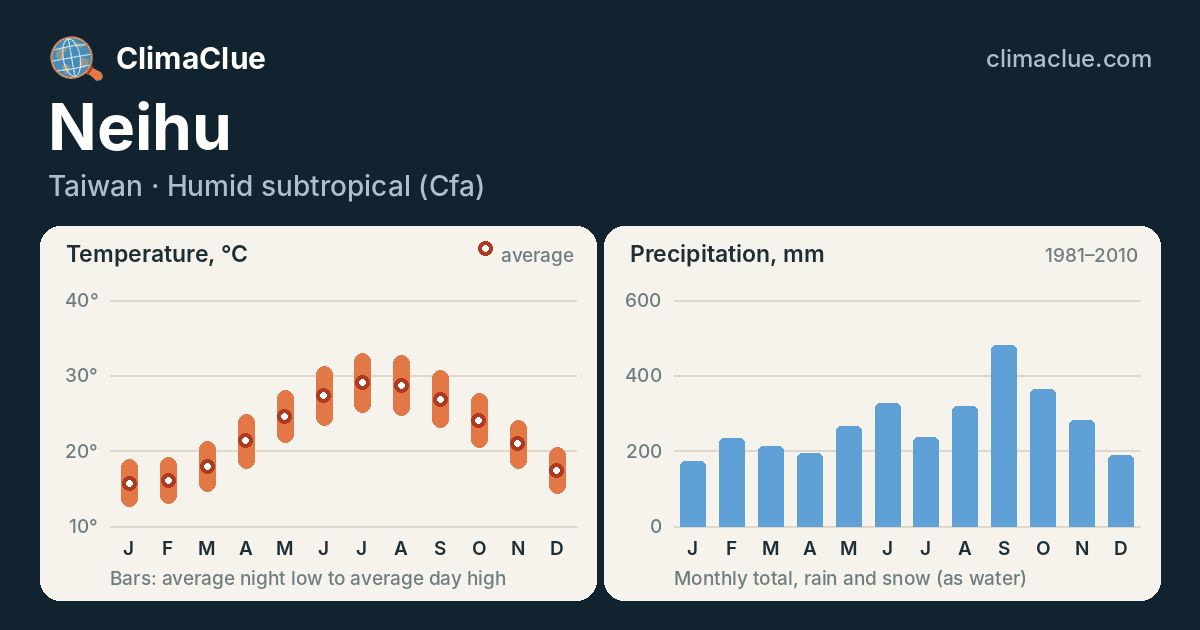 ClimaClue
climaclue.com
Neihu
Taiwan · Humid subtropical (Cfa)
Temperature, °C
average
40°
30°
20°
10°
J F M A M J J A S O N D
Bars: average night low to average day high
Precipitation, mm
1981–2010
600
400
200
0
J F M A M J J A S O N D
Monthly total, rain and snow (as water)